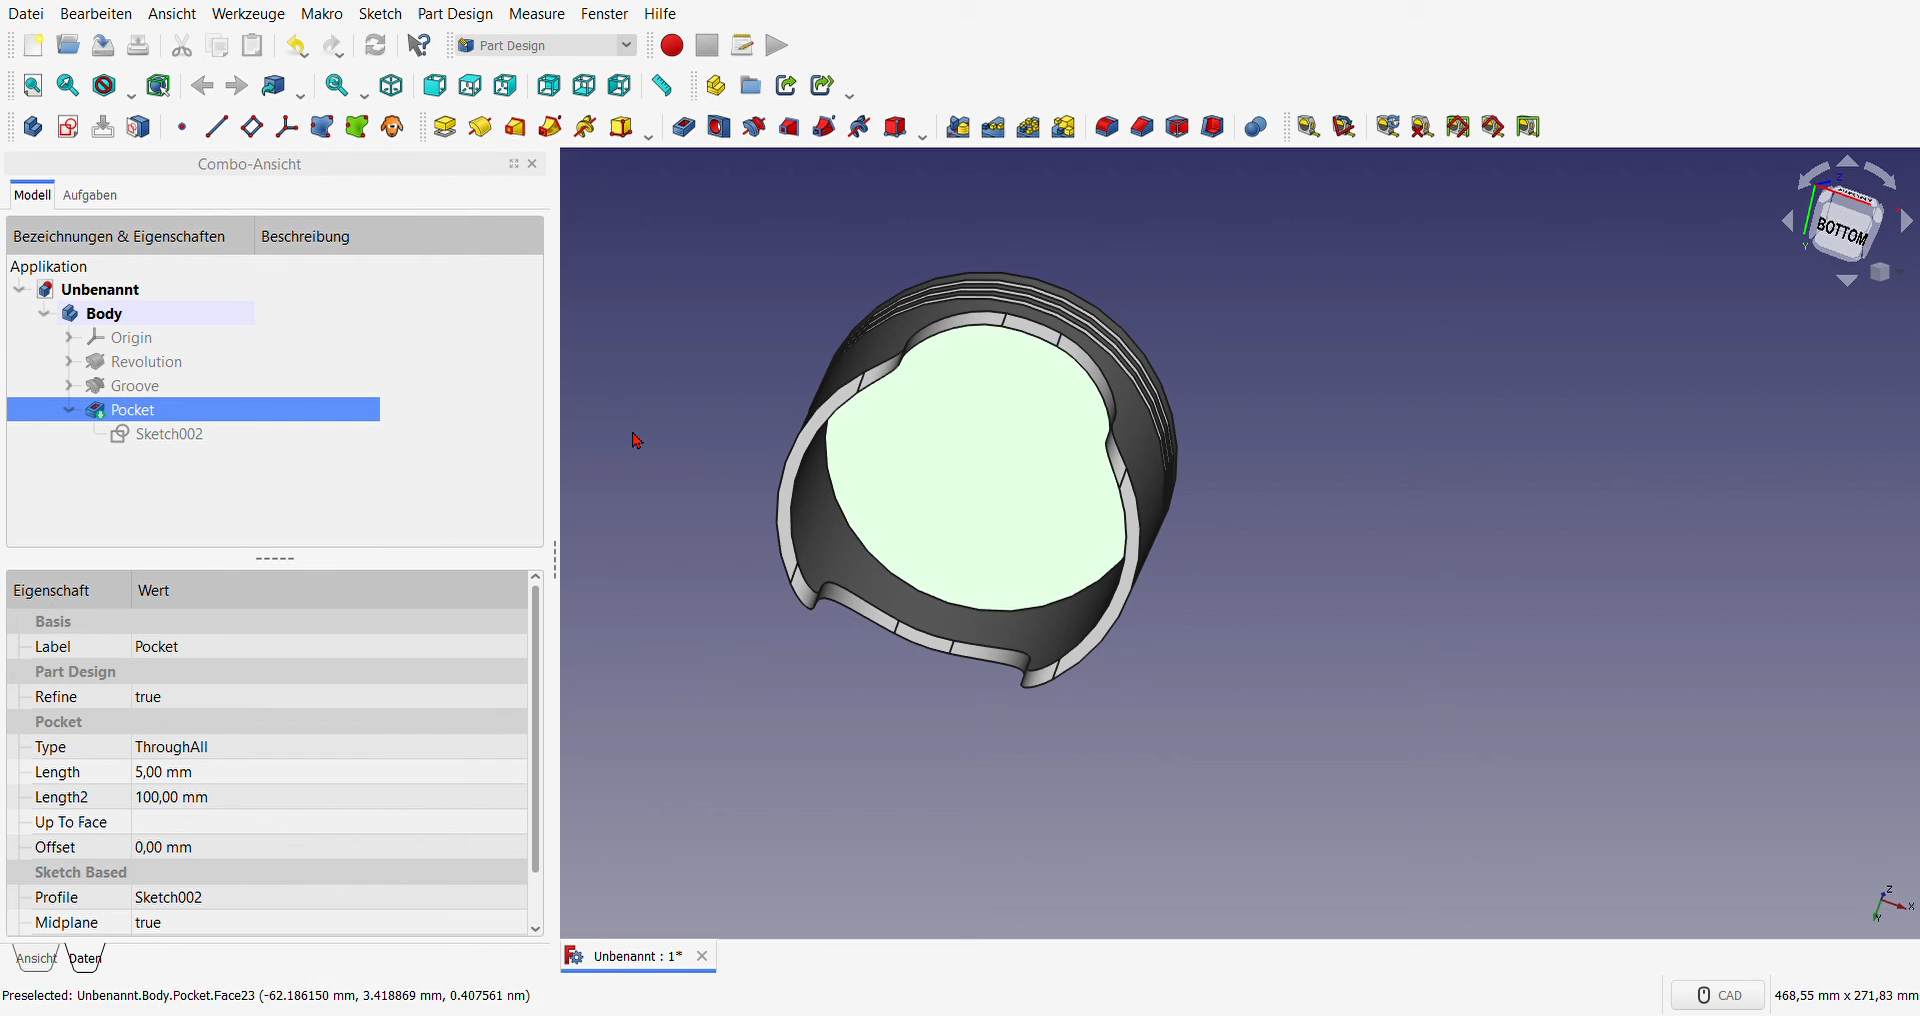 Datei Bearbeiten Ansicht Werkzeuge Makro Sketch Part Design Measure Fenster Hilfe
Part Design
Combo-Ansicht
Modell Aufgaben
Bezeichnungen & Eigenschaften Beschreibung
Applikation
Unbenannt
Body
Origin
Revolution
Groove
Pocket
Sketch002
Eigenschaft Wert
Basis
Label Pocket
Part Design
Refine true
Pocket
Type ThroughAll
Length 5,00 mm
Length2 100,00 mm
Up To Face
Offset 0,00 mm
Sketch Based
Profile Sketch002
Midplane true
Ansicht Daten
BOTTOM
Z
Y
Z
X
Y
Unbenannt : 1*
Preselected: Unbenannt.Body.Pocket.Face23 (-62.186150 mm, 3.418869 mm, 0.407561 nm)
CAD
468,55 mm x 271,83 mm